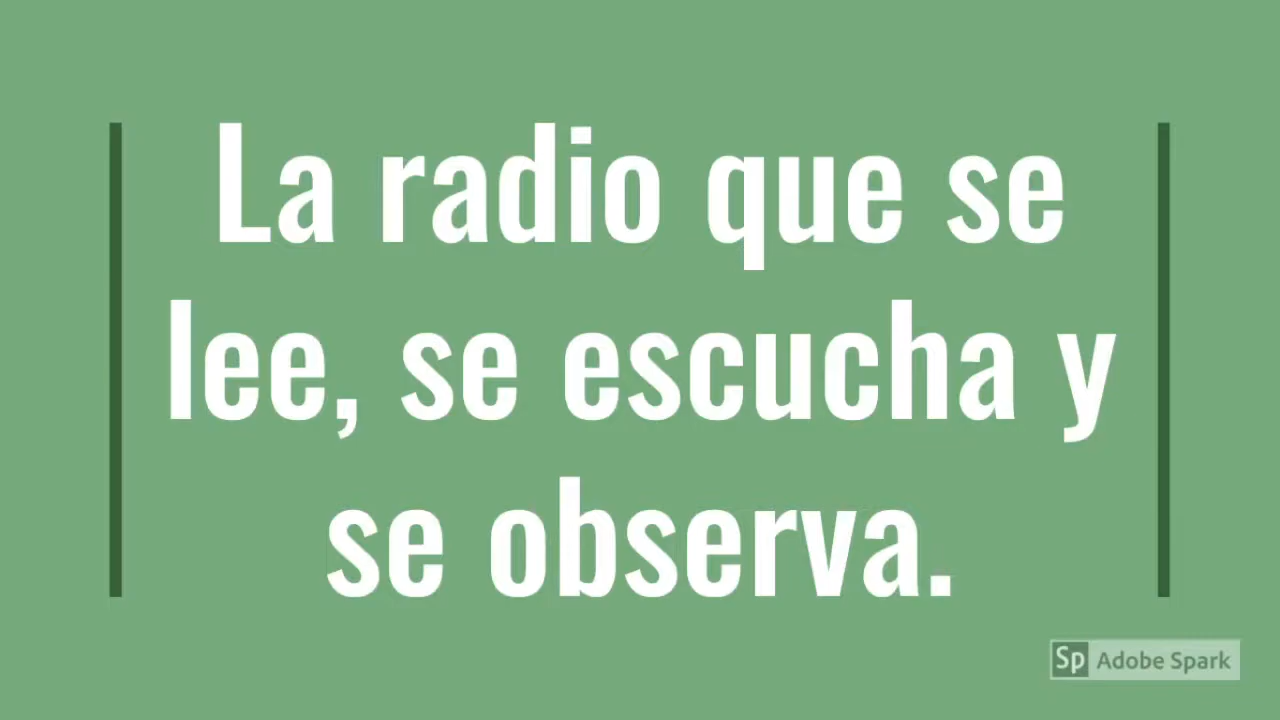 La radio que se
lee, se escucha y
se observa.
Sp Adobe Spark